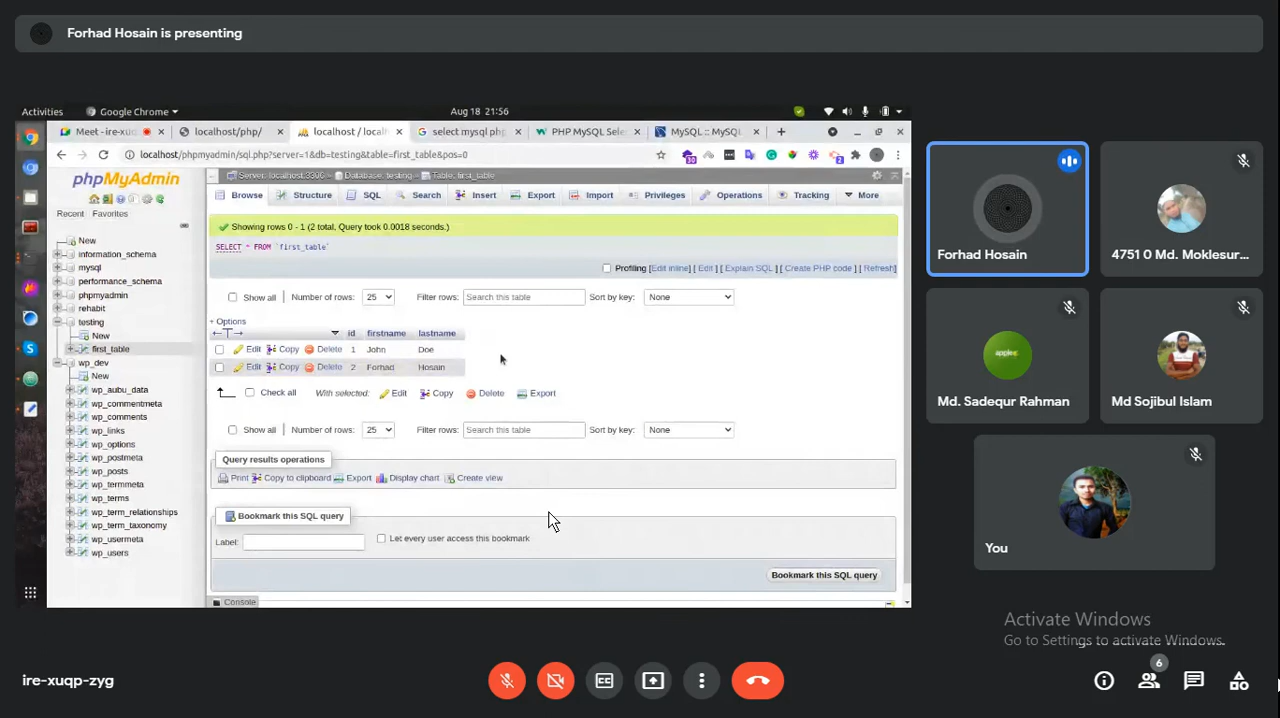 Forhad Hosain is presenting
Activities Google Chrome Aug 18 21:56
Meet - ire-xuq localhost/php/ localhost / local select mysql php PHP MySQL Sele MySQL :: MySQL
localhost/phpmyadmin/sql.php?server=1&db=testing&table=first_table&pos=0
phpMyAdmin
Recent Favorites
New
information_schema
mysql
performance_schema
phpmyadmin
rehabit
testing
New
first_table
wp_dev
New
wp_aubu_data
wp_commentmeta
wp_comments
wp_links
wp_options
wp_postmeta
wp_posts
wp_termmeta
wp_terms
wp_term_relationships
wp_term_taxonomy
wp_usermeta
wp_users
Server: localhost:3306 » Database: testing » Table: first_table
Browse Structure SQL Search Insert Export Import Privileges Operations Tracking More
Showing rows 0 - 1 (2 total, Query took 0.0018 seconds.)
SELECT * FROM `first_table`
Profiling [Edit inline] [ Edit ] [ Explain SQL ] [ Create PHP code ] [ Refresh]
Show all Number of rows: 25 Filter rows: Search this table Sort by key: None
+ Options
id firstname lastname
Edit Copy Delete 1 John Doe
Edit Copy Delete 2 Forhad Hosain
Check all With selected: Edit Copy Delete Export
Show all Number of rows: 25 Filter rows: Search this table Sort by key: None
Query results operations
Print Copy to clipboard Export Display chart Create view
Bookmark this SQL query
Label: Let every user access this bookmark
Bookmark this SQL query
Console
Forhad Hosain
4751 0 Md. Moklesur...
apples
Md. Sadequr Rahman
Md Sojibul Islam
You
Activate Windows
Go to Settings to activate Windows.
ire-xuqp-zyg
CC
6